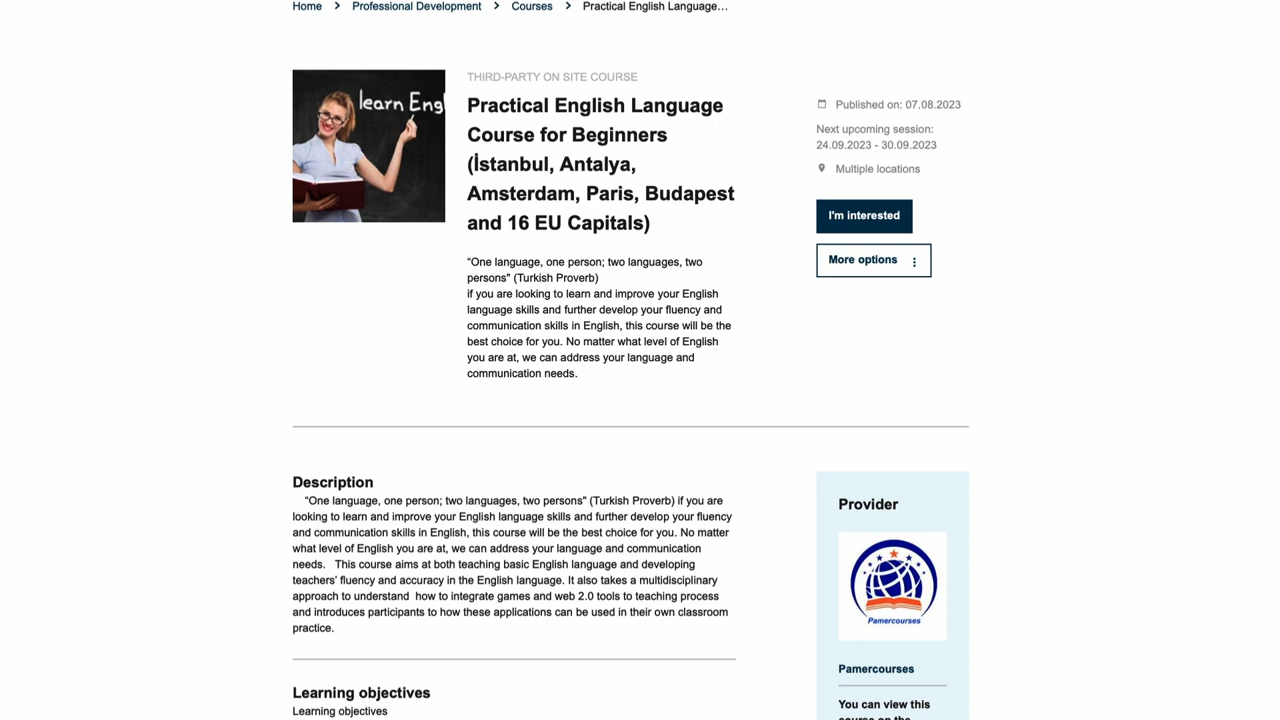 Home > Professional Development > Courses > Practical English Language...
learn Engl
THIRD-PARTY ON SITE COURSE
Practical English Language
Course for Beginners
(İstanbul, Antalya,
Amsterdam, Paris, Budapest
and 16 EU Capitals)
"One language, one person; two languages, two
persons" (Turkish Proverb)
if you are looking to learn and improve your English
language skills and further develop your fluency and
communication skills in English, this course will be the
best choice for you. No matter what level of English
you are at, we can address your language and
communication needs.
Published on: 07.08.2023
Next upcoming session:
24.09.2023 - 30.09.2023
Multiple locations
I'm interested
More options
Description
"One language, one person; two languages, two persons" (Turkish Proverb) if you are
looking to learn and improve your English language skills and further develop your fluency
and communication skills in English, this course will be the best choice for you. No matter
what level of English you are at, we can address your language and communication
needs.   This course aims at both teaching basic English language and developing
teachers' fluency and accuracy in the English language. It also takes a multidisciplinary
approach to understand  how to integrate games and web 2.0 tools to teaching process
and introduces participants to how these applications can be used in their own classroom
practice.
Learning objectives
Learning objectives
Provider
Pamercourses
Pamercourses
You can view this
course on the